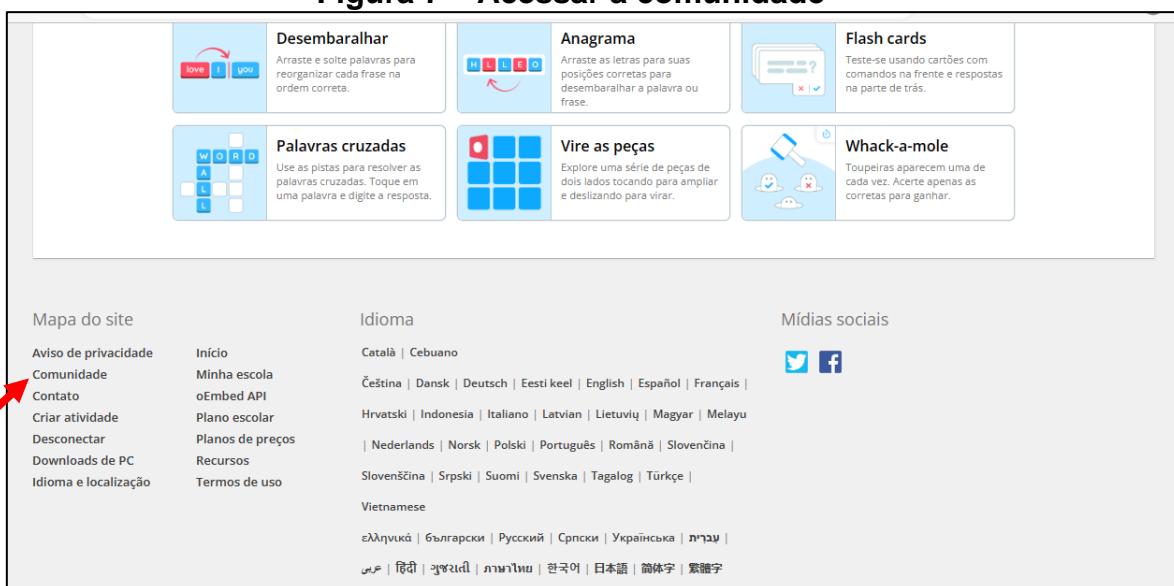 Figura 7 – Acessar a comunidade
love I you
Desembaralhar
Arraste e solte palavras para
reorganizar cada frase na
ordem correta.
H L L E O
Anagrama
Arraste as letras para suas
posições corretas para
desembaralhar a palavra ou
frase.
?
Flash cards
Teste-se usando cartões com
comandos na frente e respostas
na parte de trás.
W O R D
A
L
L
Palavras cruzadas
Use as pistas para resolver as
palavras cruzadas. Toque em
uma palavra e digite a resposta.
Vire as peças
Explore uma série de peças de
dois lados tocando para ampliar
e deslizando para virar.
Whack-a-mole
Toupeiras aparecem uma de
cada vez. Acerte apenas as
corretas para ganhar.
Mapa do site
Aviso de privacidade
Comunidade
Contato
Criar atividade
Desconectar
Downloads de PC
Idioma e localização
Início
Minha escola
oEmbed API
Plano escolar
Planos de preços
Recursos
Termos de uso
Idioma
Català | Cebuano
Čeština | Dansk | Deutsch | Eesti keel | English | Español | Français |
Hrvatski | Indonesia | Italiano | Latvian | Lietuvių | Magyar | Melayu
| Nederlands | Norsk | Polski | Português | Română | Slovenčina |
Slovenščina | Srpski | Suomi | Svenska | Tagalog | Türkçe |
Vietnamese
ελληνικά | български | Русский | Српски | Українська | עברית |
عربى | हिंदी | ગુજરાતી | ภาษาไทย | 한국어 | 日本語 | 简体字 | 繁體字
Mídias sociais